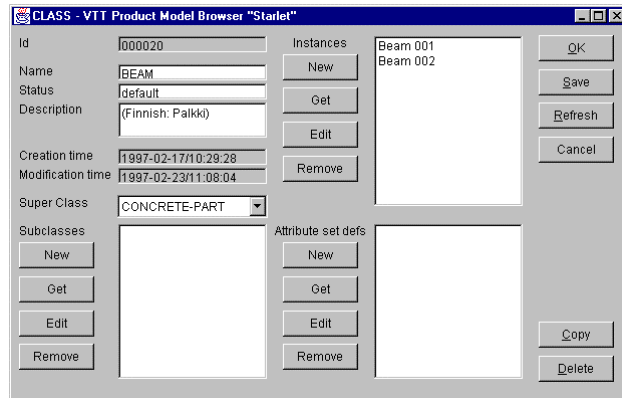 CLASS - VTT Product Model Browser "Starlet"
Id
000020
Name
BEAM
Status
default
Description
(Finnish: Palkki)
Creation time
1997-02-17/10:29:28
Modification time
1997-02-23/11:08:04
Super Class
CONCRETE-PART
Instances
New
Get
Edit
Remove
Beam 001
Beam 002
OK
Save
Refresh
Cancel
Subclasses
New
Get
Edit
Remove
Attribute set defs
New
Get
Edit
Remove
Copy
Delete